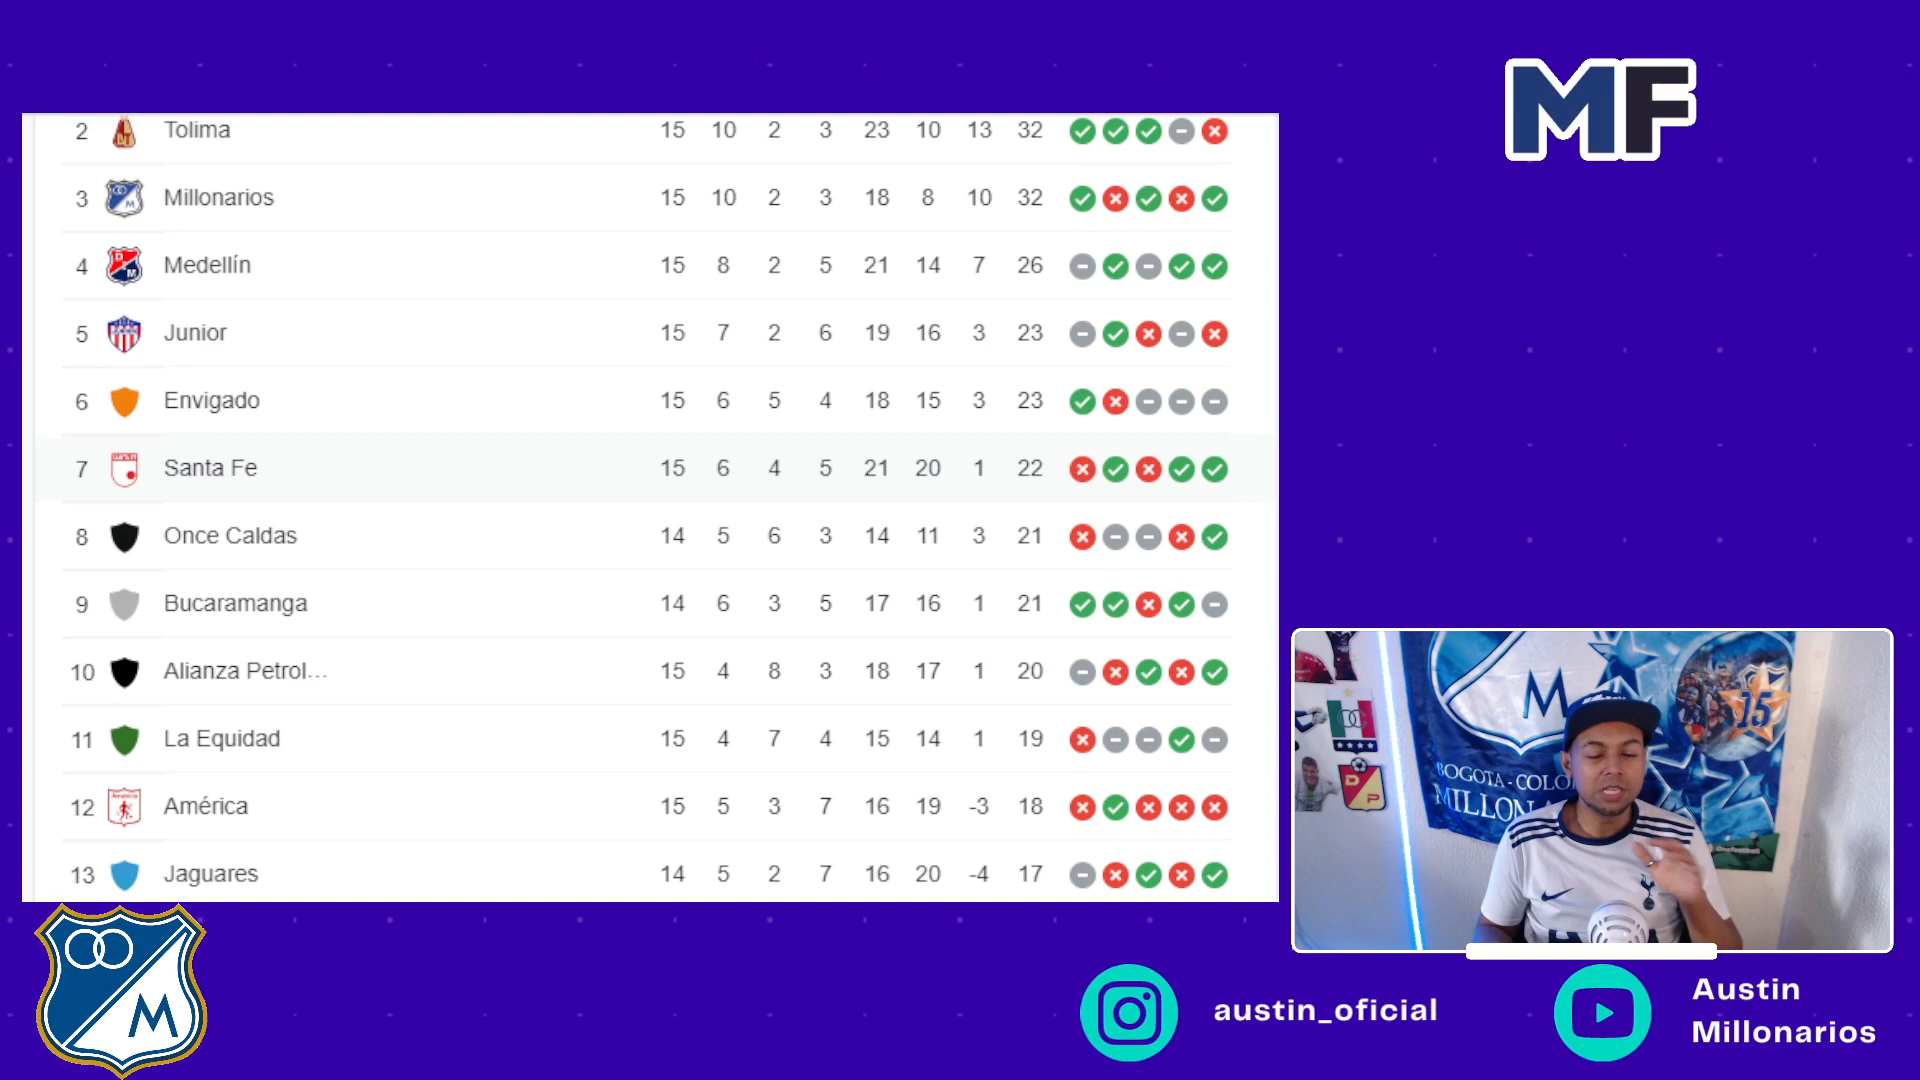 MF
2 Tolima 15 10 2 3 23 10 13 32
3 Millonarios 15 10 2 3 18 8 10 32
4 Medellín 15 8 2 5 21 14 7 26
5 Junior 15 7 2 6 19 16 3 23
6 Envigado 15 6 5 4 18 15 3 23
7 Santa Fe 15 6 4 5 21 20 1 22
8 Once Caldas 14 5 6 3 14 11 3 21
9 Bucaramanga 14 6 3 5 17 16 1 21
10 Alianza Petrol... 15 4 8 3 18 17 1 20
11 La Equidad 15 4 7 4 15 14 1 19
12 América 15 5 3 7 16 19 -3 18
13 Jaguares 14 5 2 7 16 20 -4 17
M
15
BOGOTA - COLO
MILLON
DP
M
austin_oficial
Austin
Millonarios